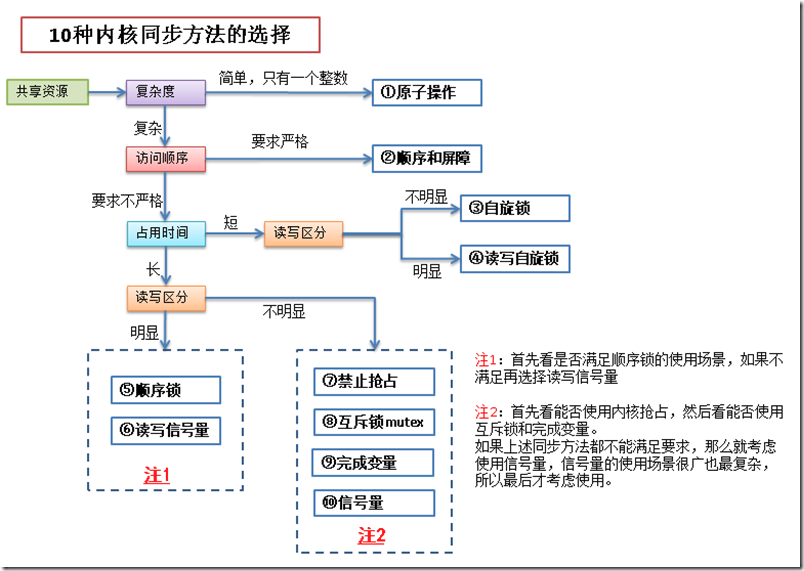 10种内核同步方法的选择
共享资源
复杂度
简单，只有一个整数
①原子操作
复杂
访问顺序
要求严格
②顺序和屏障
要求不严格
占用时间
短
读写区分
不明显
③自旋锁
明显
④读写自旋锁
长
读写区分
不明显
明显
⑤顺序锁
⑥读写信号量
注1
⑦禁止抢占
⑧互斥锁mutex
⑨完成变量
⑩信号量
注2
注1：首先看是否满足顺序锁的使用场景，如果不
满足再选择读写信号量
注2：首先看能否使用内核抢占，然后看能否使用
互斥锁和完成变量。
如果上述同步方法都不能满足要求，那么就考虑
使用信号量，信号量的使用场景很广也最复杂，
所以最后才考虑使用。